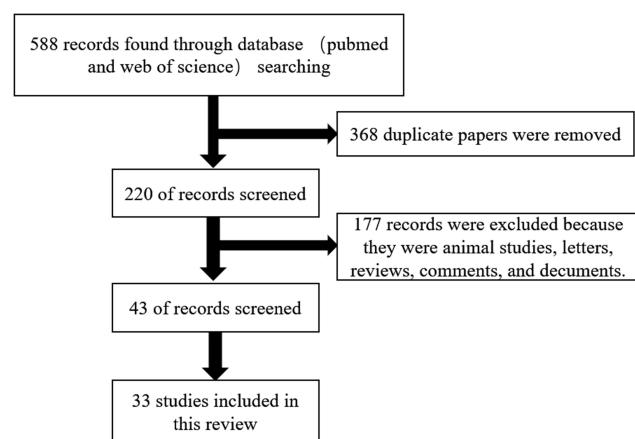 588 records found through database （pubmed
and web of science） searching
368 duplicate papers were removed
220 of records screened
177 records were excluded because
they were animal studies, letters,
reviews, comments, and decuments.
43 of records screened
33 studies included in
this review